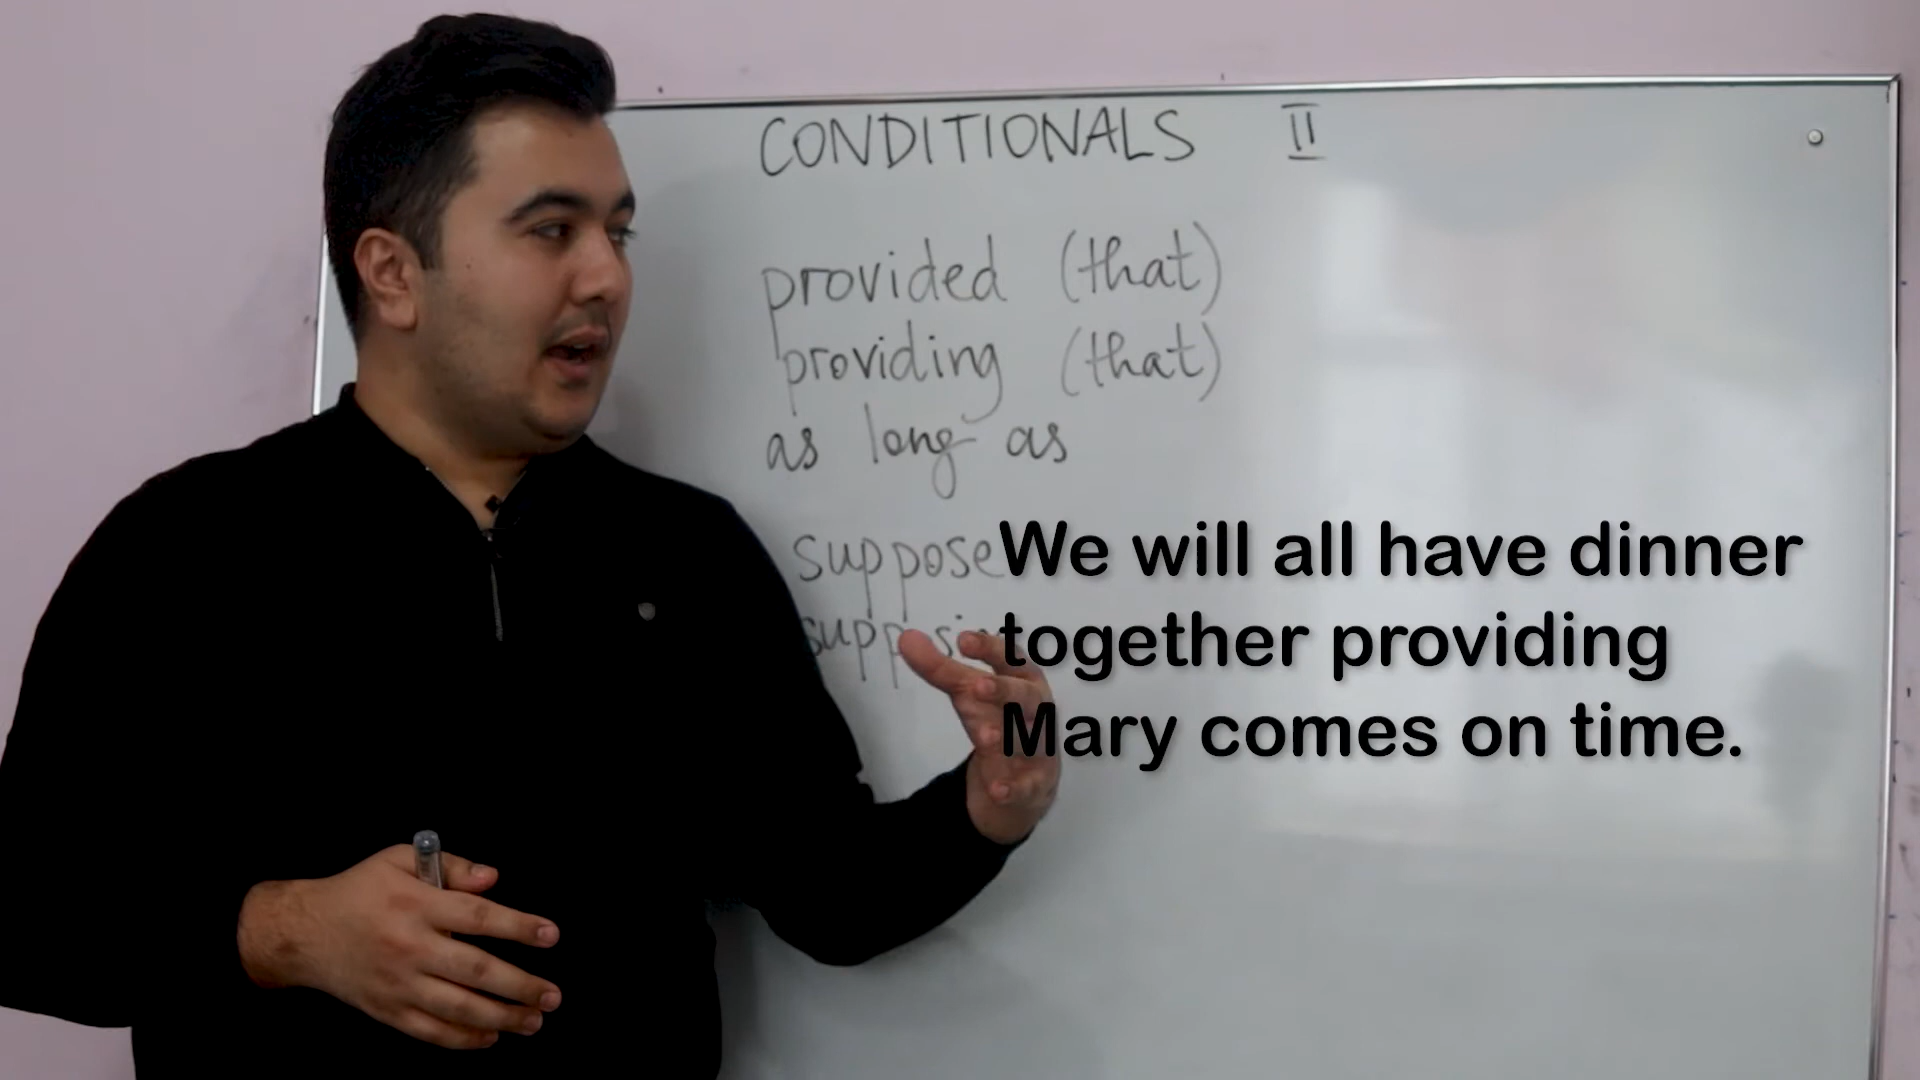 CONDITIONALS II
provided (that)
providing (that)
as long as
suppose
We will all have dinner
together providing
Mary comes on time.